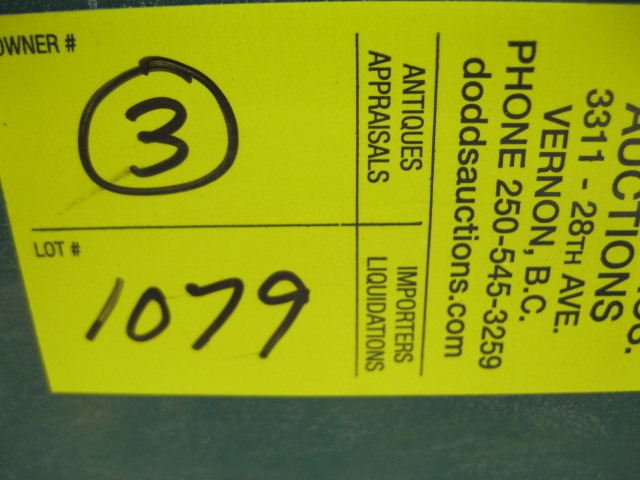 OWNER #
3
LOT #
1079
ANTIQUES
APPRAISALS
IMPORTERS
LIQUIDATIONS
AUCTIONS
3311 - 28TH AVE.
VERNON, B.C.
PHONE 250-545-3259
doddsauctions.com